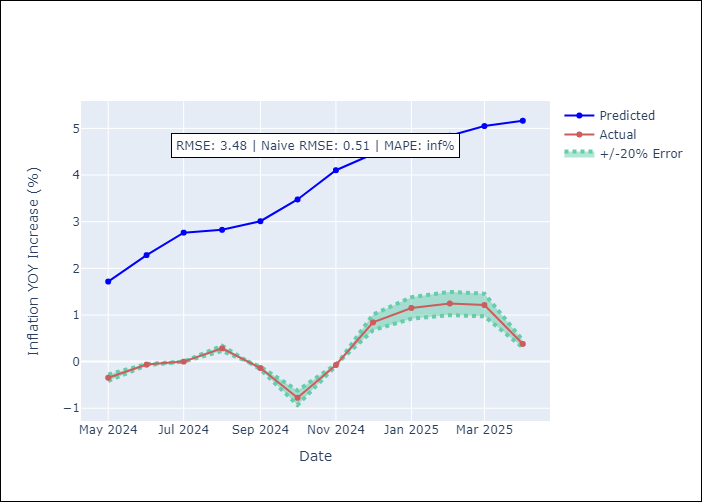 RMSE: 3.48 | Naive RMSE: 0.51 | MAPE: inf%
Predicted
Actual
+/-20% Error
Inflation YOY Increase (%)
5
4
3
2
1
0
−1
May 2024
Jul 2024
Sep 2024
Nov 2024
Jan 2025
Mar 2025
Date